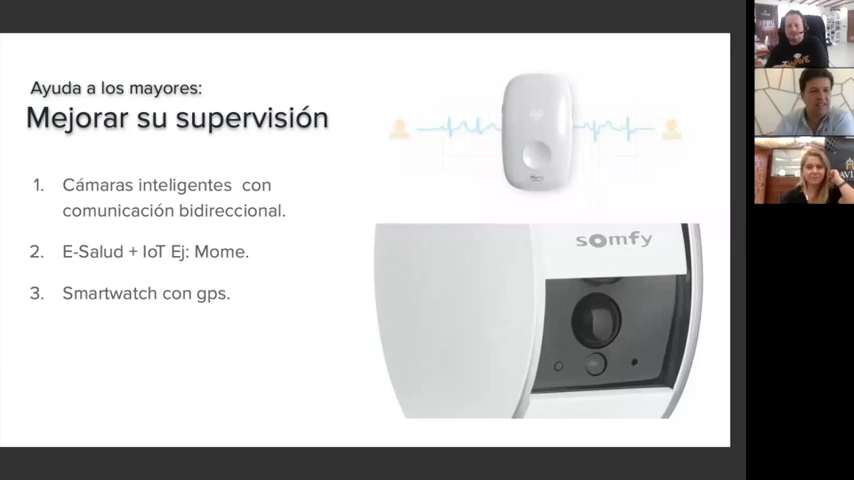 Ayuda a los mayores:
Mejorar su supervisión
1. Cámaras inteligentes con
comunicación bidireccional.
2. E-Salud + IoT Ej: Mome.
3. Smartwatch con gps.
somfy